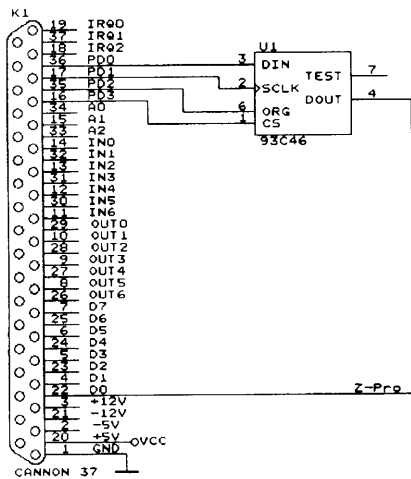 K1
19 IRQ0
37 IRQ1
18 IRQ2
36 PD0
17 PD1
35 PD2
16 PD3
34 A0
15 A1
33 A2
14 IN0
32 IN1
13 IN2
31 IN3
12 IN4
30 IN5
11 IN6
29 OUT0
10 OUT1
28 OUT2
9 OUT3
27 OUT4
8 OUT5
26 OUT6
7 D7
25 D6
6 D5
24 D4
5 D3
23 D2
4 D1
22 D0
3 +12V
21 -12V
2 -5V
20 +5V VCC
1 GND
CANNON 37
U1
3 DIN
TEST 7
2 SCLK
DOUT 4
6 ORG
1 CS
93C46
Z-Pro